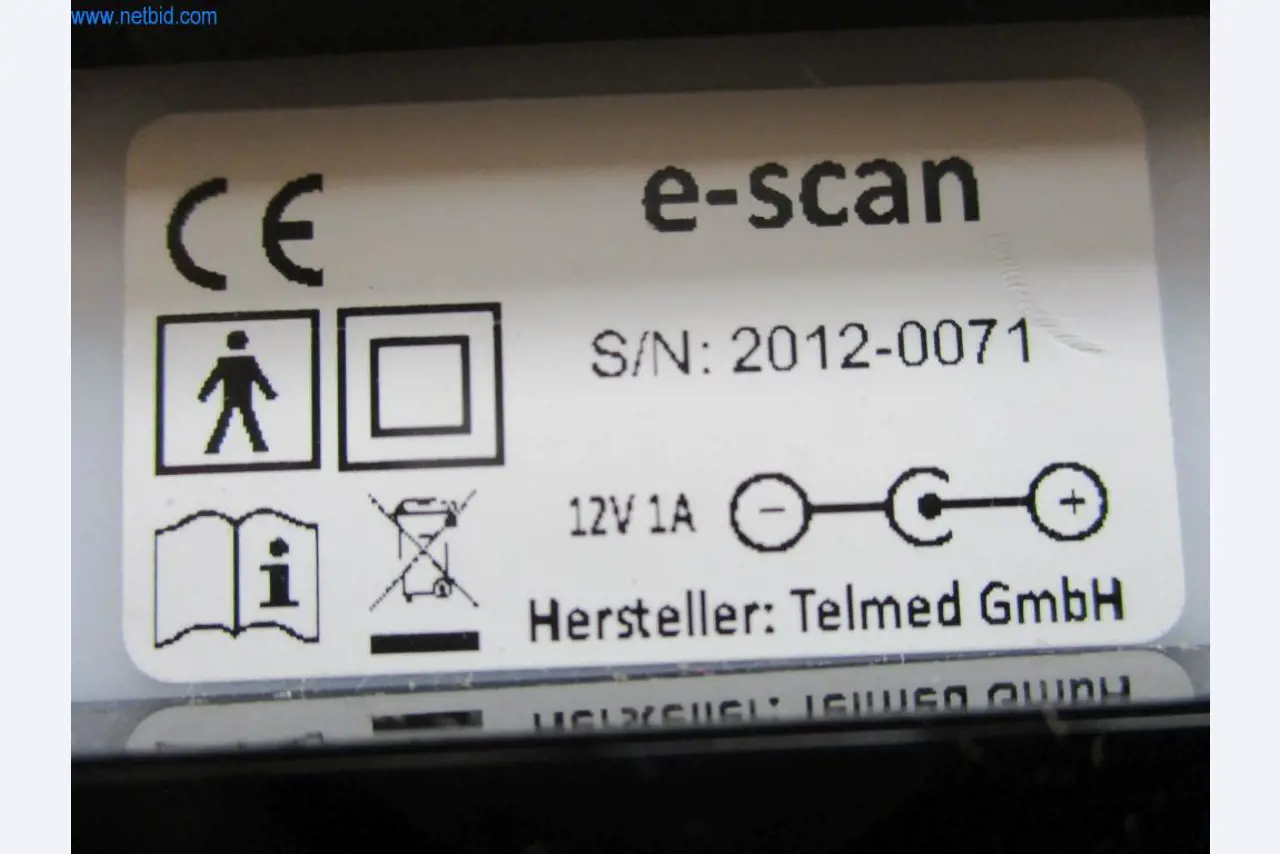 www.netbid.com
CE
e-scan
S/N: 2012-0071
12V 1A
Hersteller: Telmed GmbH